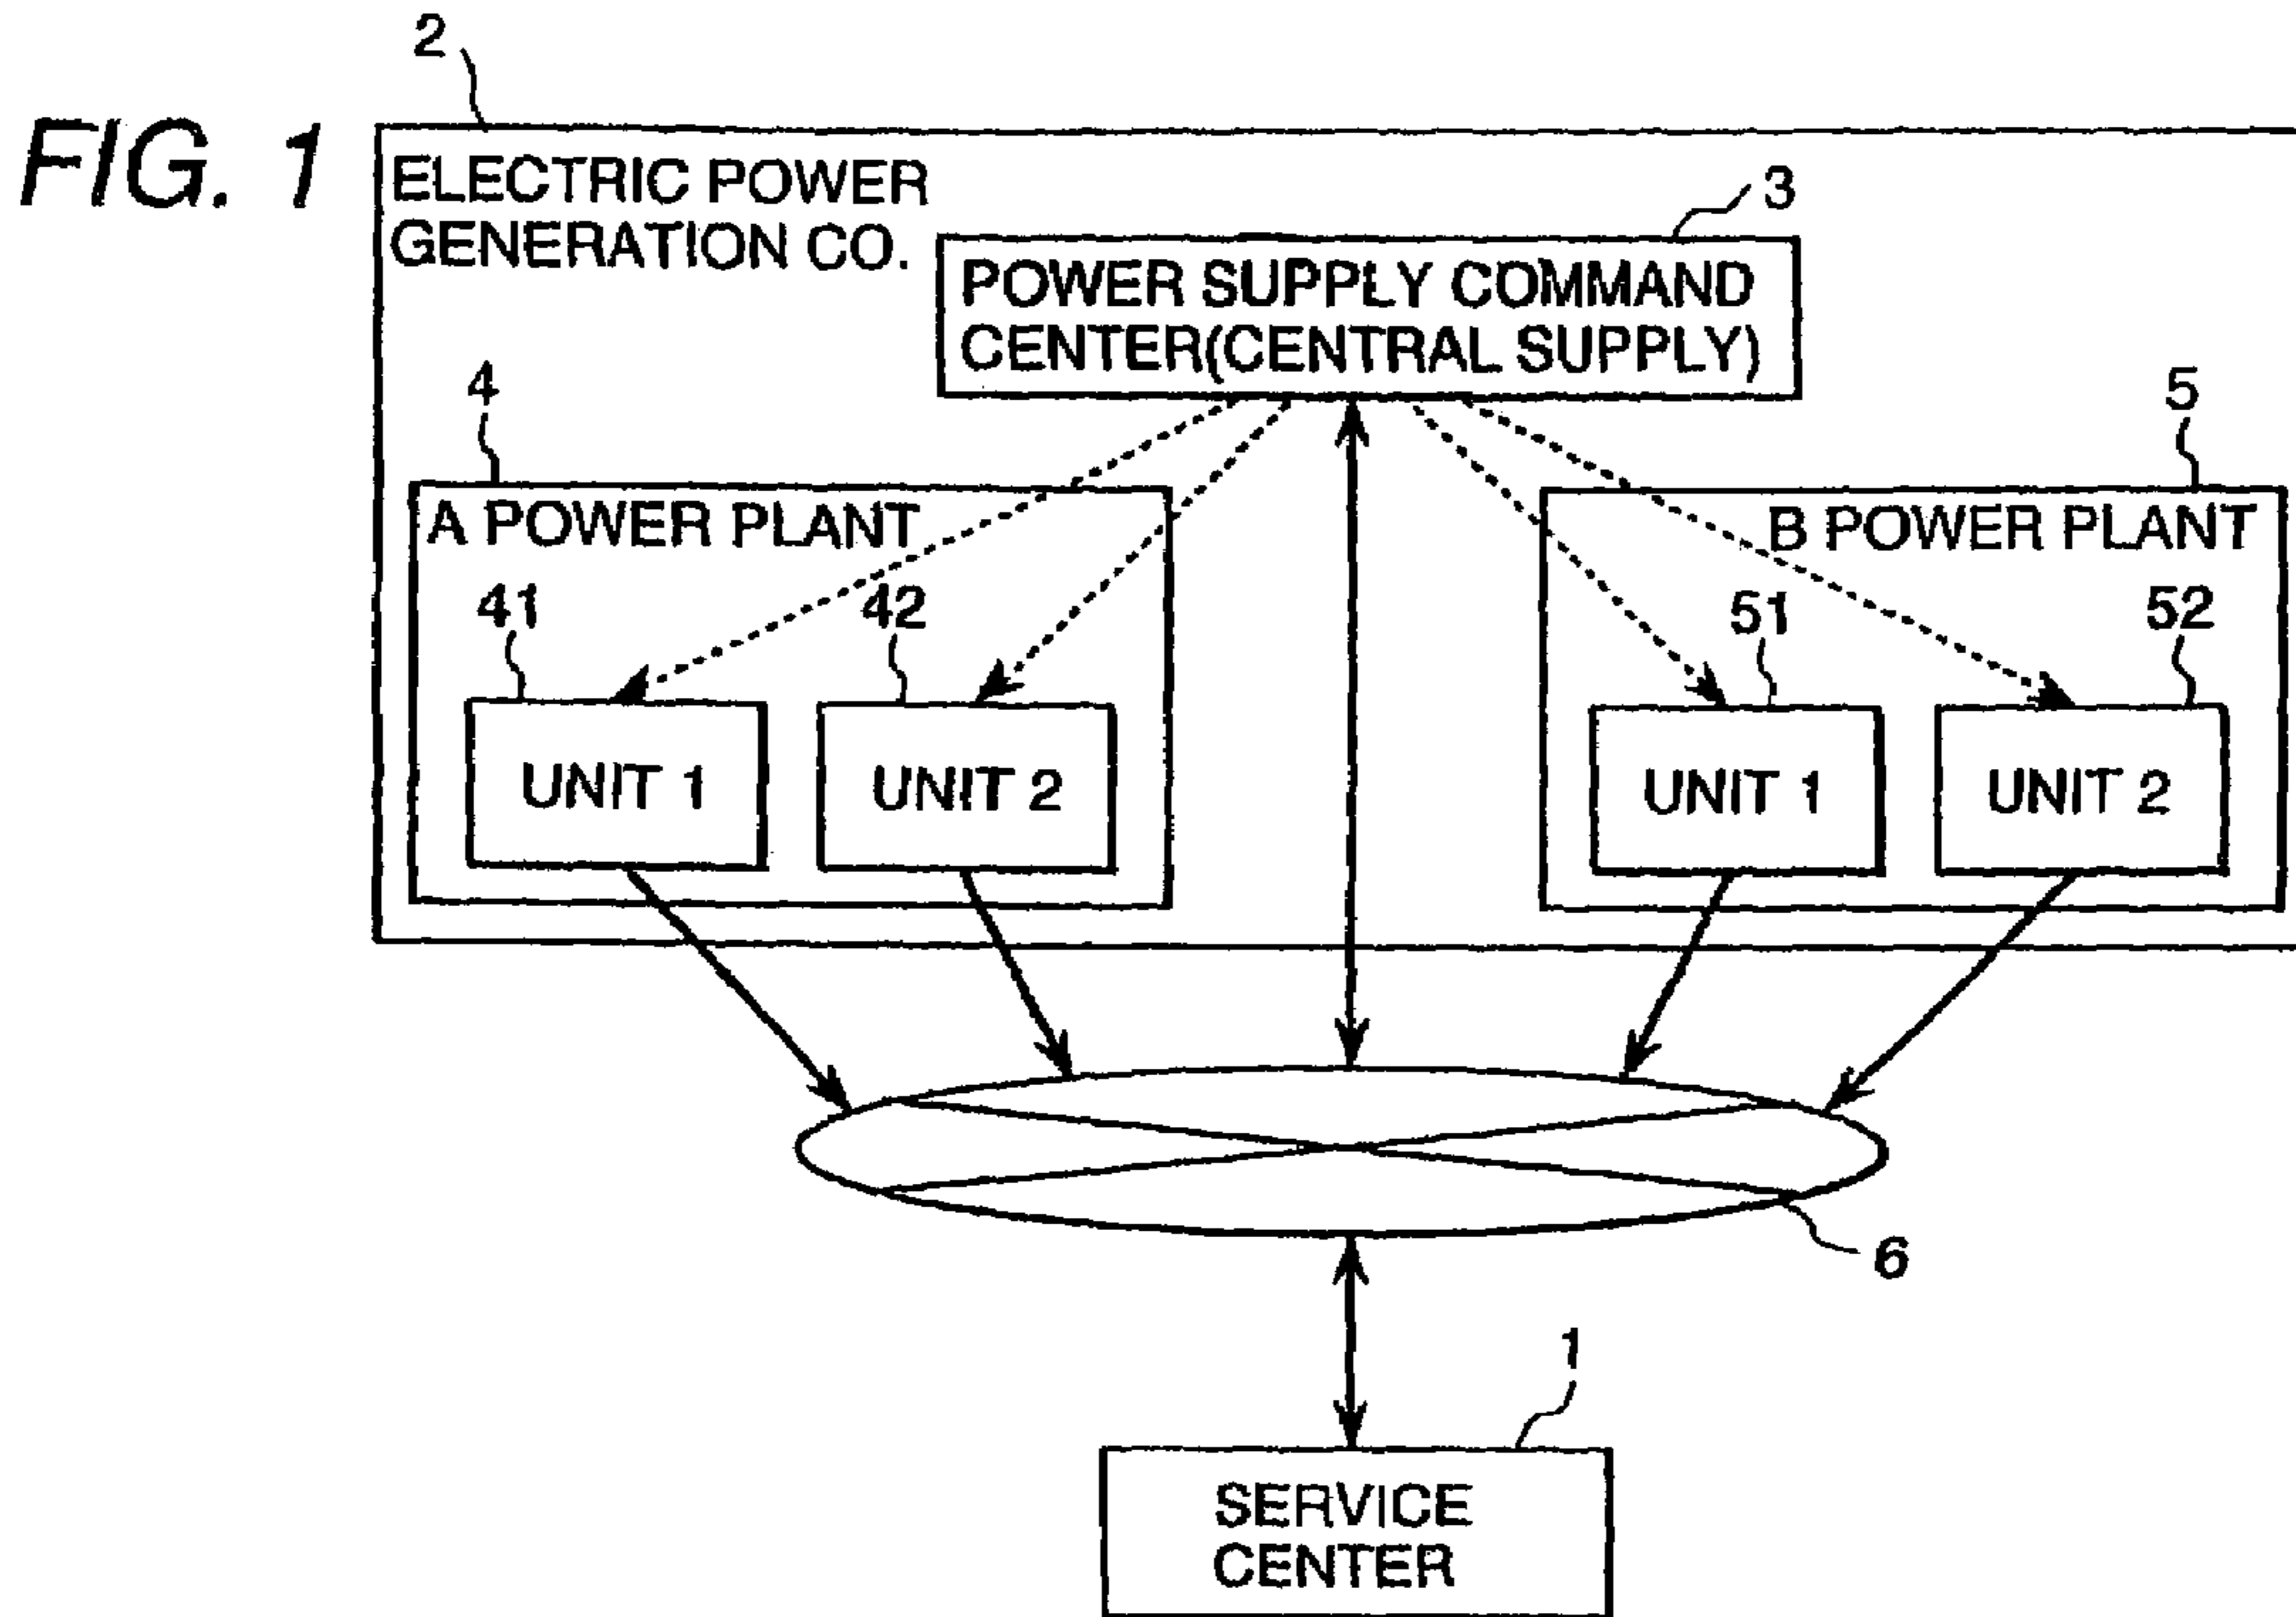 2
FIG. 1
ELECTRIC POWER
GENERATION CO.
3
POWER SUPPLY COMMAND
CENTER(CENTRAL SUPPLY)
4
5
A POWER PLANT
B POWER PLANT
41
42
51
52
UNIT 1
UNIT 2
UNIT 1
UNIT 2
6
1
SERVICE
CENTER